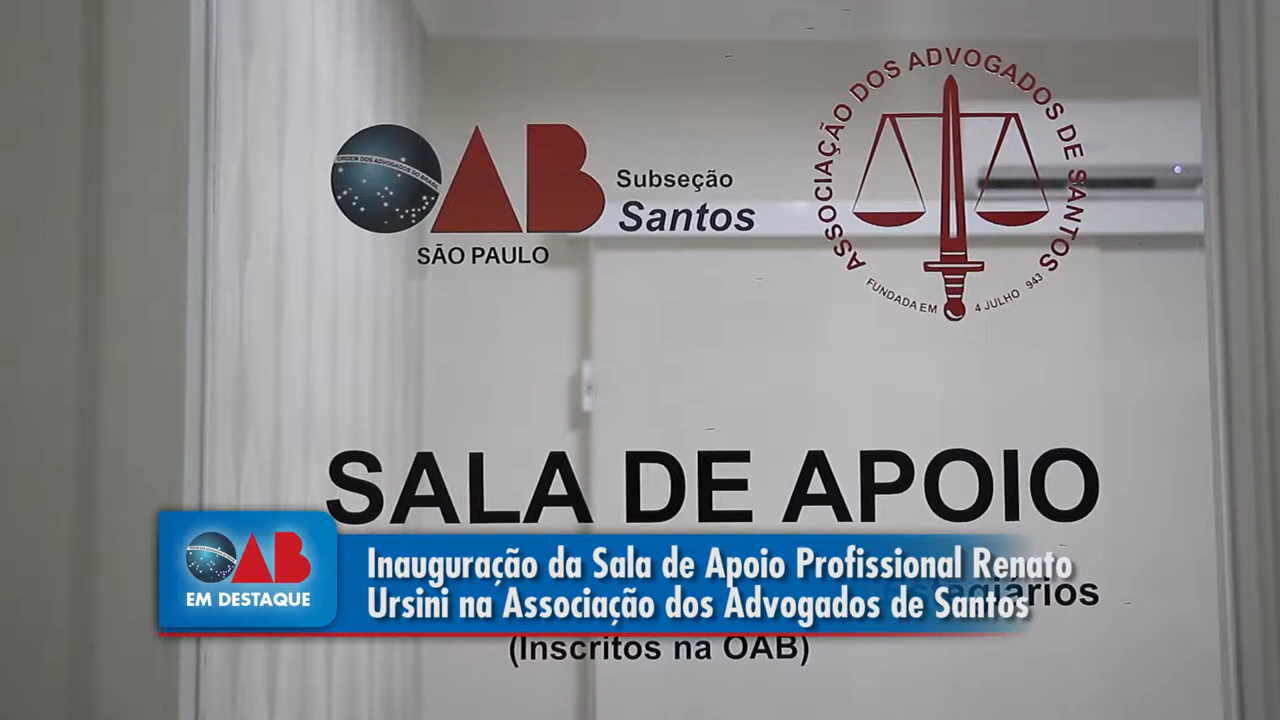 ASSOCIAÇÃO DOS ADVOGADOS DE SANTOS
ORDEM DOS ADVOGADOS DO BRASIL
OAB
Subseção
Santos
SÃO PAULO
FUNDADA EM 4 JULHO 943
SALA DE APOIO
OAB
EM DESTAQUE
Inauguração da Sala de Apoio Profissional Renato
Ursini na Associação dos Advogados de Santos
(Inscritos na OAB)